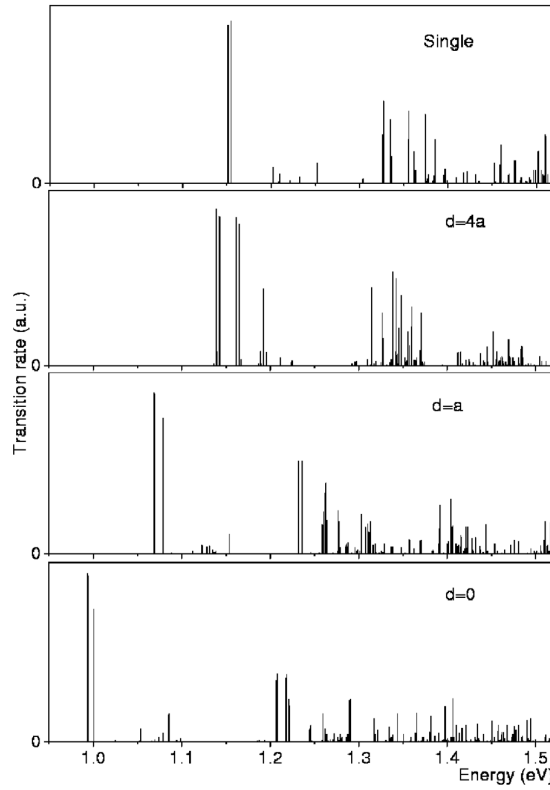 Single
0
d=4a
0
Transition rate (a.u.)
d=a
0
d=0
0
1.0 1.1 1.2 1.3 1.4 1.5
Energy (eV)